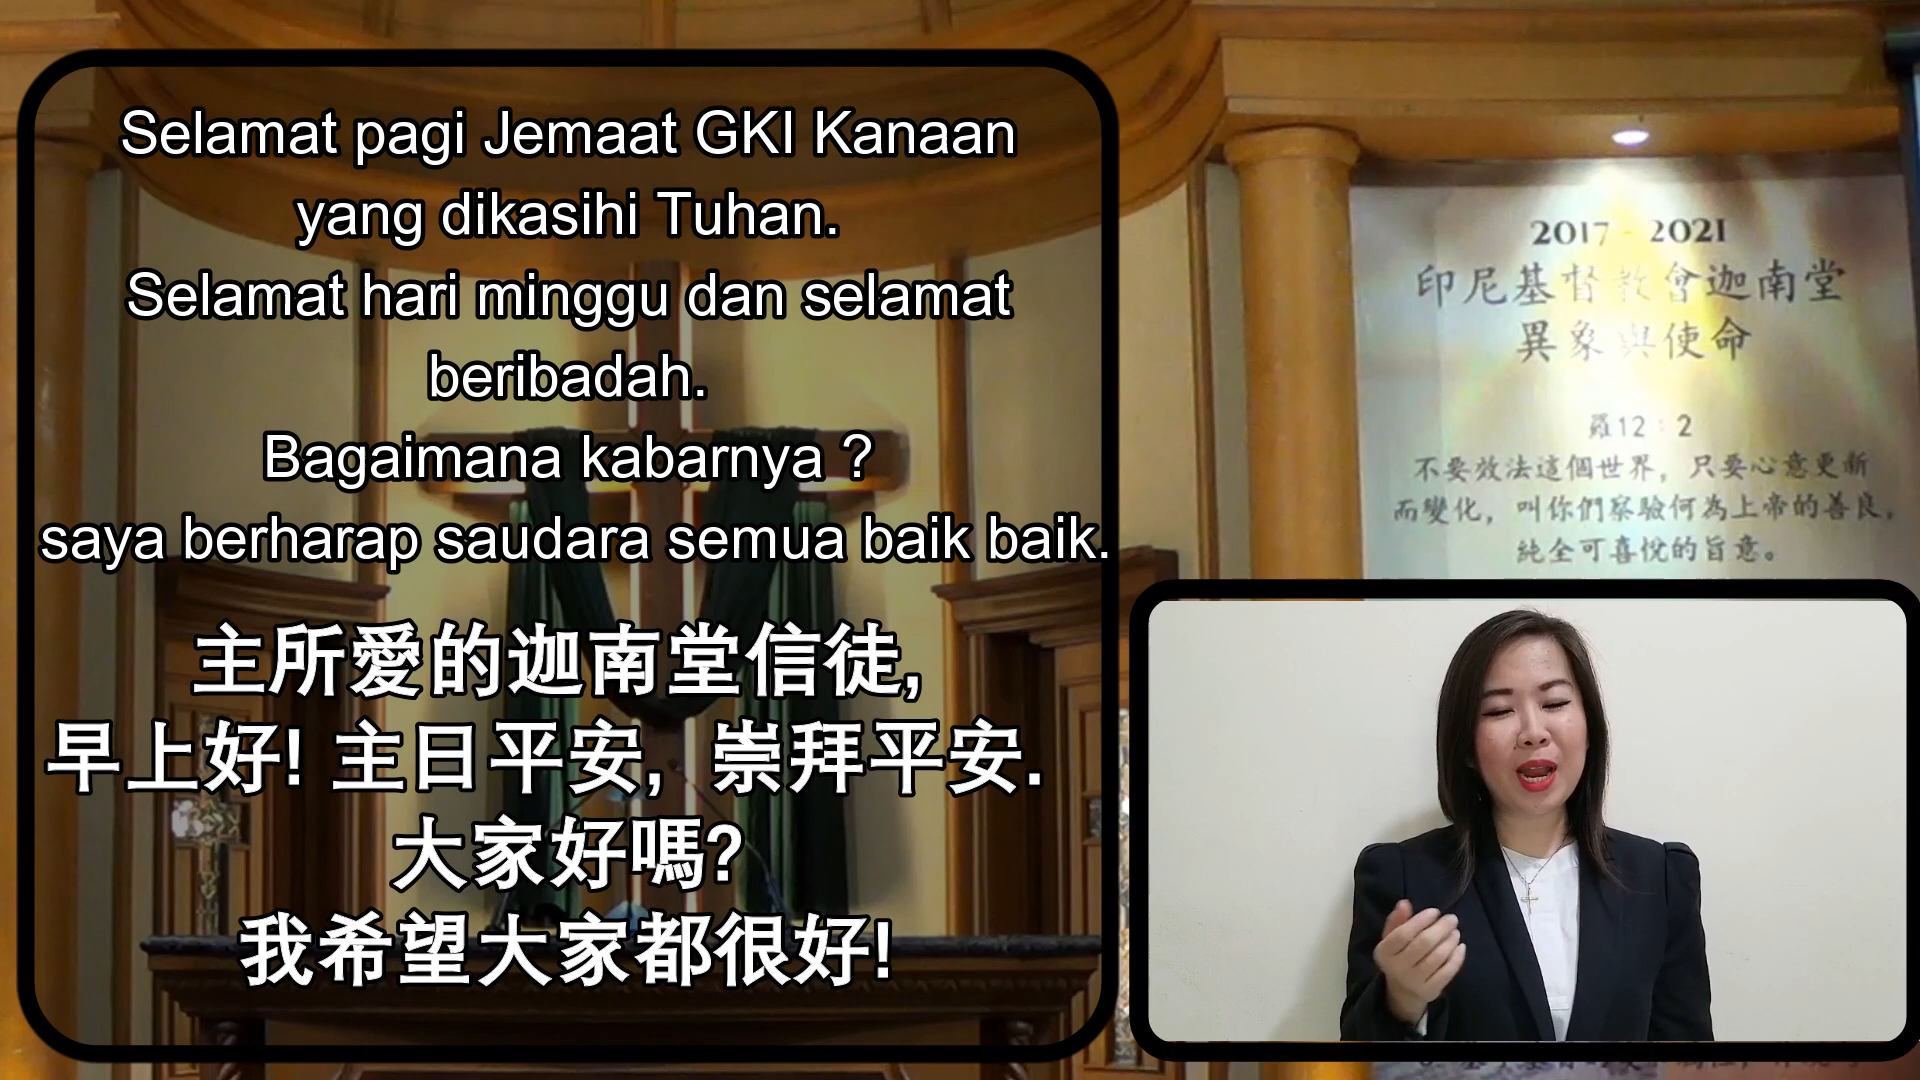 Selamat pagi Jemaat GKI Kanaan
yang dikasihi Tuhan.
Selamat hari minggu dan selamat
beribadah.
Bagaimana kabarnya ?
saya berharap saudara semua baik baik.
主所愛的迦南堂信徒,
早上好! 主日平安, 崇拜平安.
大家好嗎?
我希望大家都很好!
2017 - 2021
印尼基督教會迦南堂
異象與使命
羅12：2
不要效法這個世界，只要心意更新
而變化，叫你們察驗何為上帝的善良，
純全可喜悅的旨意。